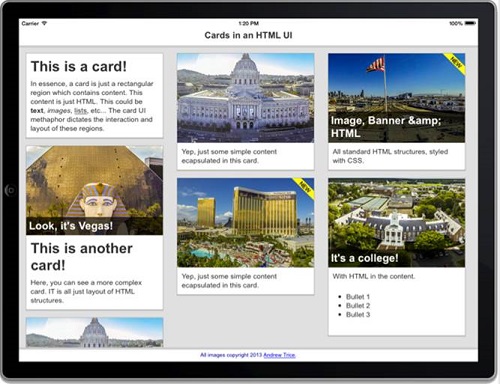 Carrier
1:20 PM
100%
Cards in an HTML UI
This is a card!
In essence, a card is just a rectangular
region which contains content. This
content is just HTML. This could be
text, images, lists, etc... The card UI
methaphor dictates the interaction and
layout of these regions.
Look, it's Vegas!
This is another
card!
Here, you can see a more complex
card. IT is all just layout of HTML
structures.
Yep, just some simple content
ecapsulated in this card.
NEW
Yep, just some simple content
ecapsulated in this card.
NEW
Image, Banner &amp;
HTML
All standard HTML structures, styled
with CSS.
It's a college!
With HTML in the content.
• Bullet 1
• Bullet 2
• Bullet 3
All images copyright 2013 Andrew Trice.